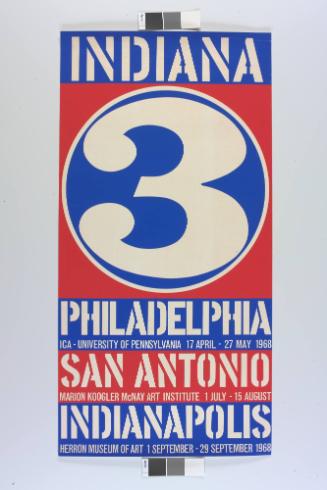 INDIANA
3
PHILADELPHIA
ICA - UNIVERSITY OF PENNSYLVANIA 17 APRIL - 27 MAY 1968
SAN ANTONIO
MARION KOOGLER McNAY ART INSTITUTE 1 JULY - 15 AUGUST
INDIANAPOLIS
HERRON MUSEUM OF ART 1 SEPTEMBER - 29 SEPTEMBER 1968